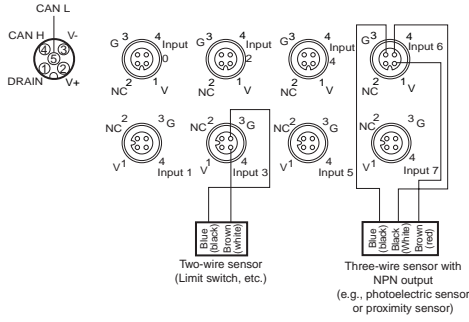 CAN L
CAN H
V-
4
3
5
1
2
DRAIN
V+
G
3
4
Input
0
NC
2
1
V
G
3
4
Input
2
NC
2
1
V
G
3
4
Input
4
NC
2
1
V
G
3
4
Input 6
NC
2
1
V
NC
2
3
G
V
1
4
Input 1
NC
2
3
G
V
1
4
Input 3
NC
2
3
G
V
1
4
Input 5
NC
2
3
G
V
1
4
Input 7
Blue
(black)
Brown
(white)
Two-wire sensor
(Limit switch, etc.)
Blue
(black)
Black
(White)
Brown
(red)
Three-wire sensor with
NPN output
(e.g., photoelectric sensor
or proximity sensor)